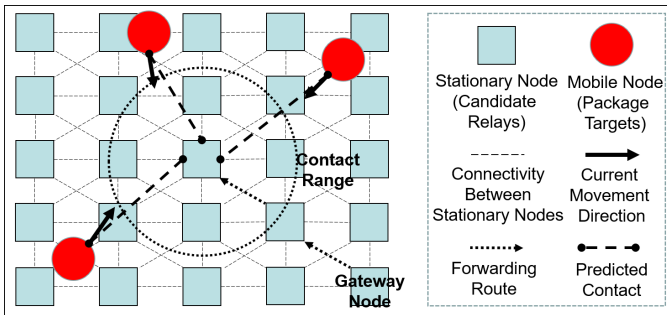 Contact
Range
Gateway
Node
Stationary Node
(Candidate
Relays)
Mobile Node
(Package
Targets)
Connectivity
Between
Stationary Nodes
Current
Movement
Direction
Forwarding
Route
Predicted
Contact